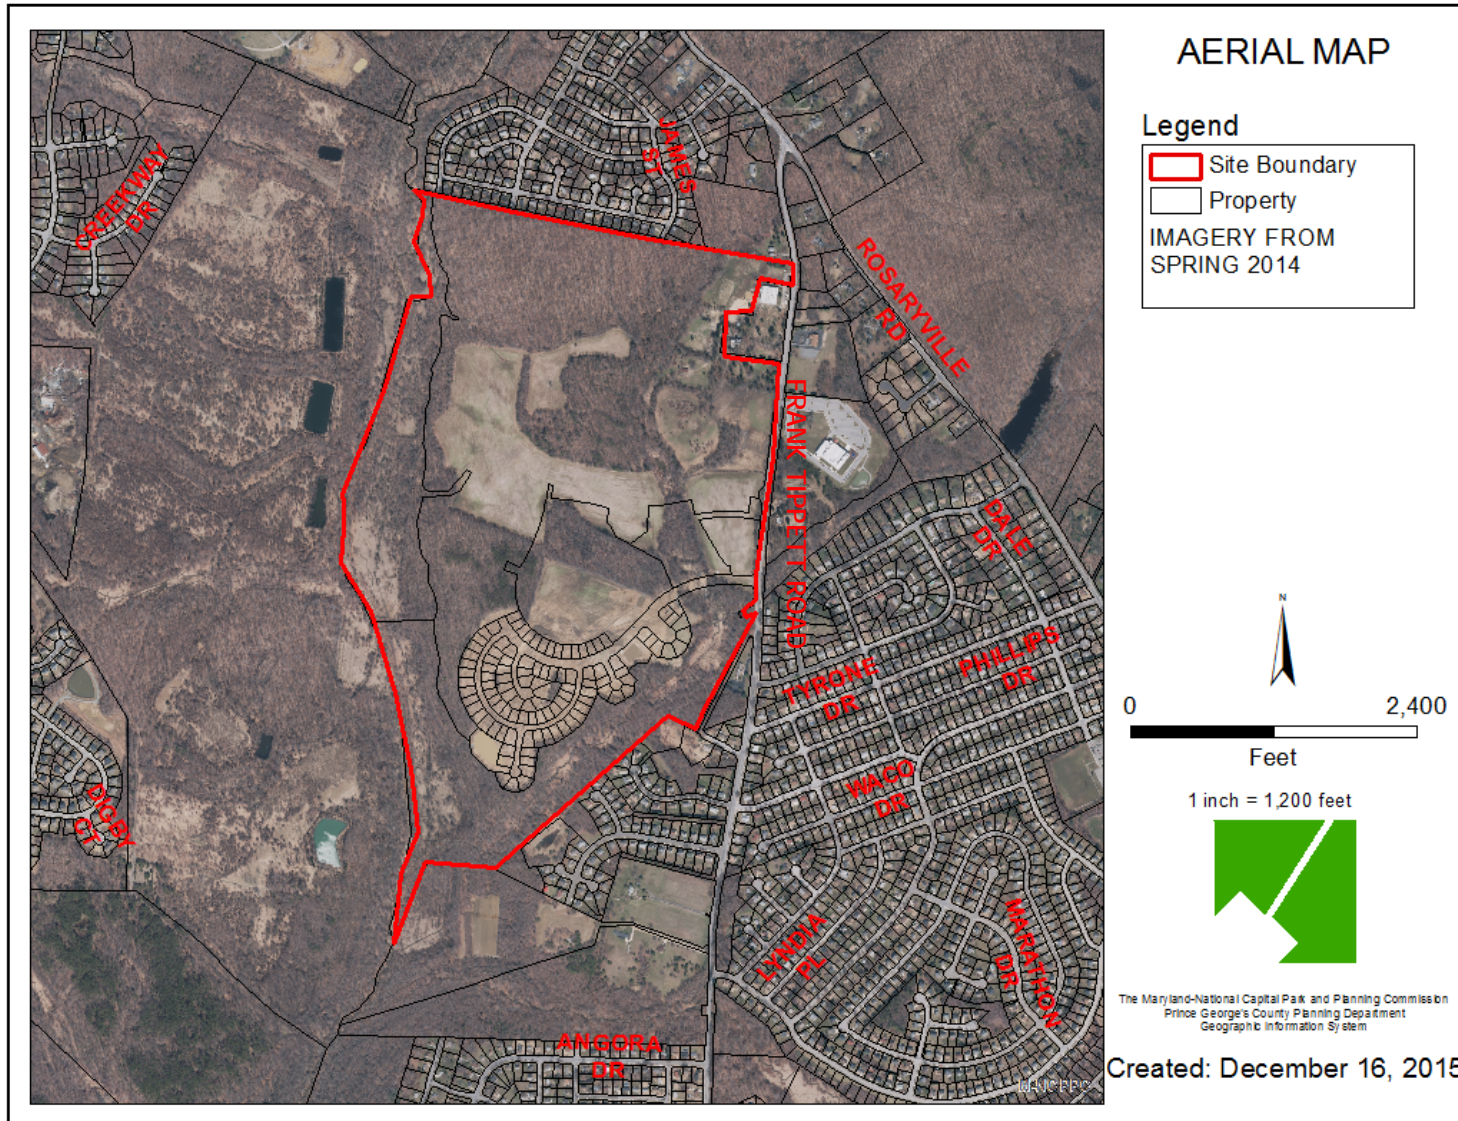 AERIAL MAP
Legend
Site Boundary
Property
IMAGERY FROM
SPRING 2014
JAMES
ST
CREEKWAY
DR
ROSARYVILLE
RD
FRANK TIPPETT ROAD
DALE
DR
PHILLIPS
DR
TYRONE
DR
WACO
DR
DIGBY
CT
LYNDIA
PL
MARATHON
DR
ANGORA
DR
N
0 2,400
Feet
1 inch = 1,200 feet
The Maryland-National Capital Park and Planning Commission
Prince George's County Planning Department
Geographic Information System
Created: December 16, 2015